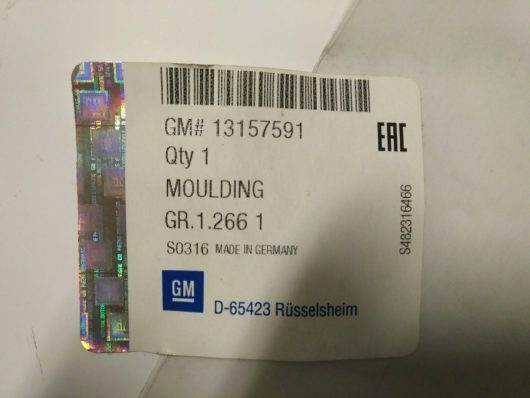 GM# 13157591
EAC
Qty 1
MOULDING
GR.1.266 1
S0316 MADE IN GERMANY
S482316466
GM
D-65423 Rüsselsheim